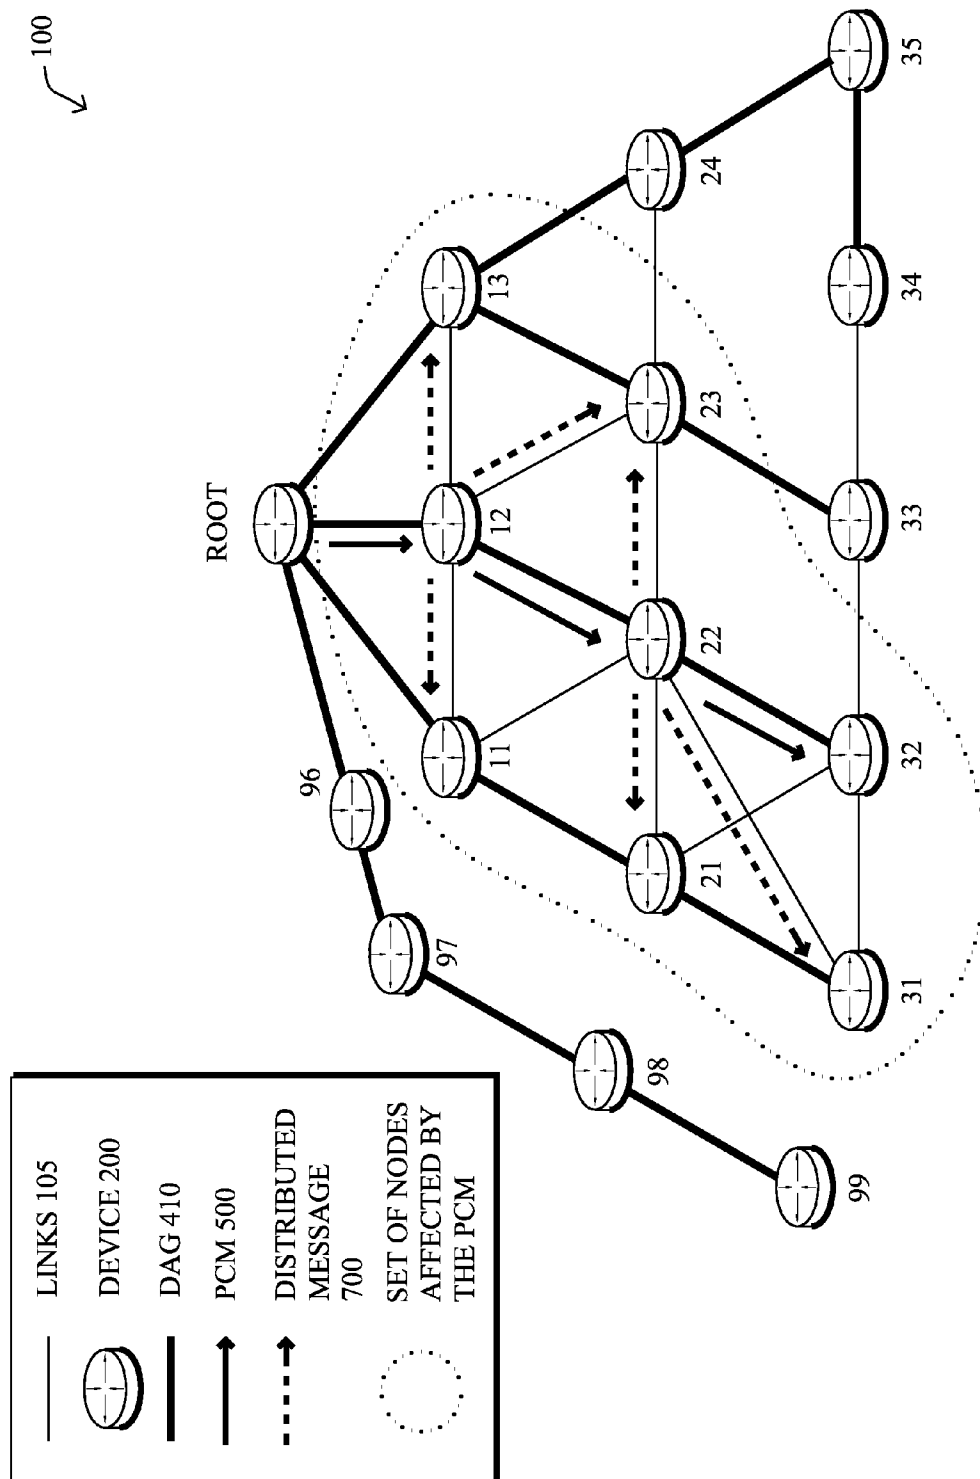 100
LINKS 105
DEVICE 200
DAG 410
PCM 500
DISTRIBUTED
MESSAGE
700
SET OF NODES
AFFECTED BY
THE PCM
ROOT
96
97
98
99
11
12
13
21
22
23
24
31
32
33
34
35